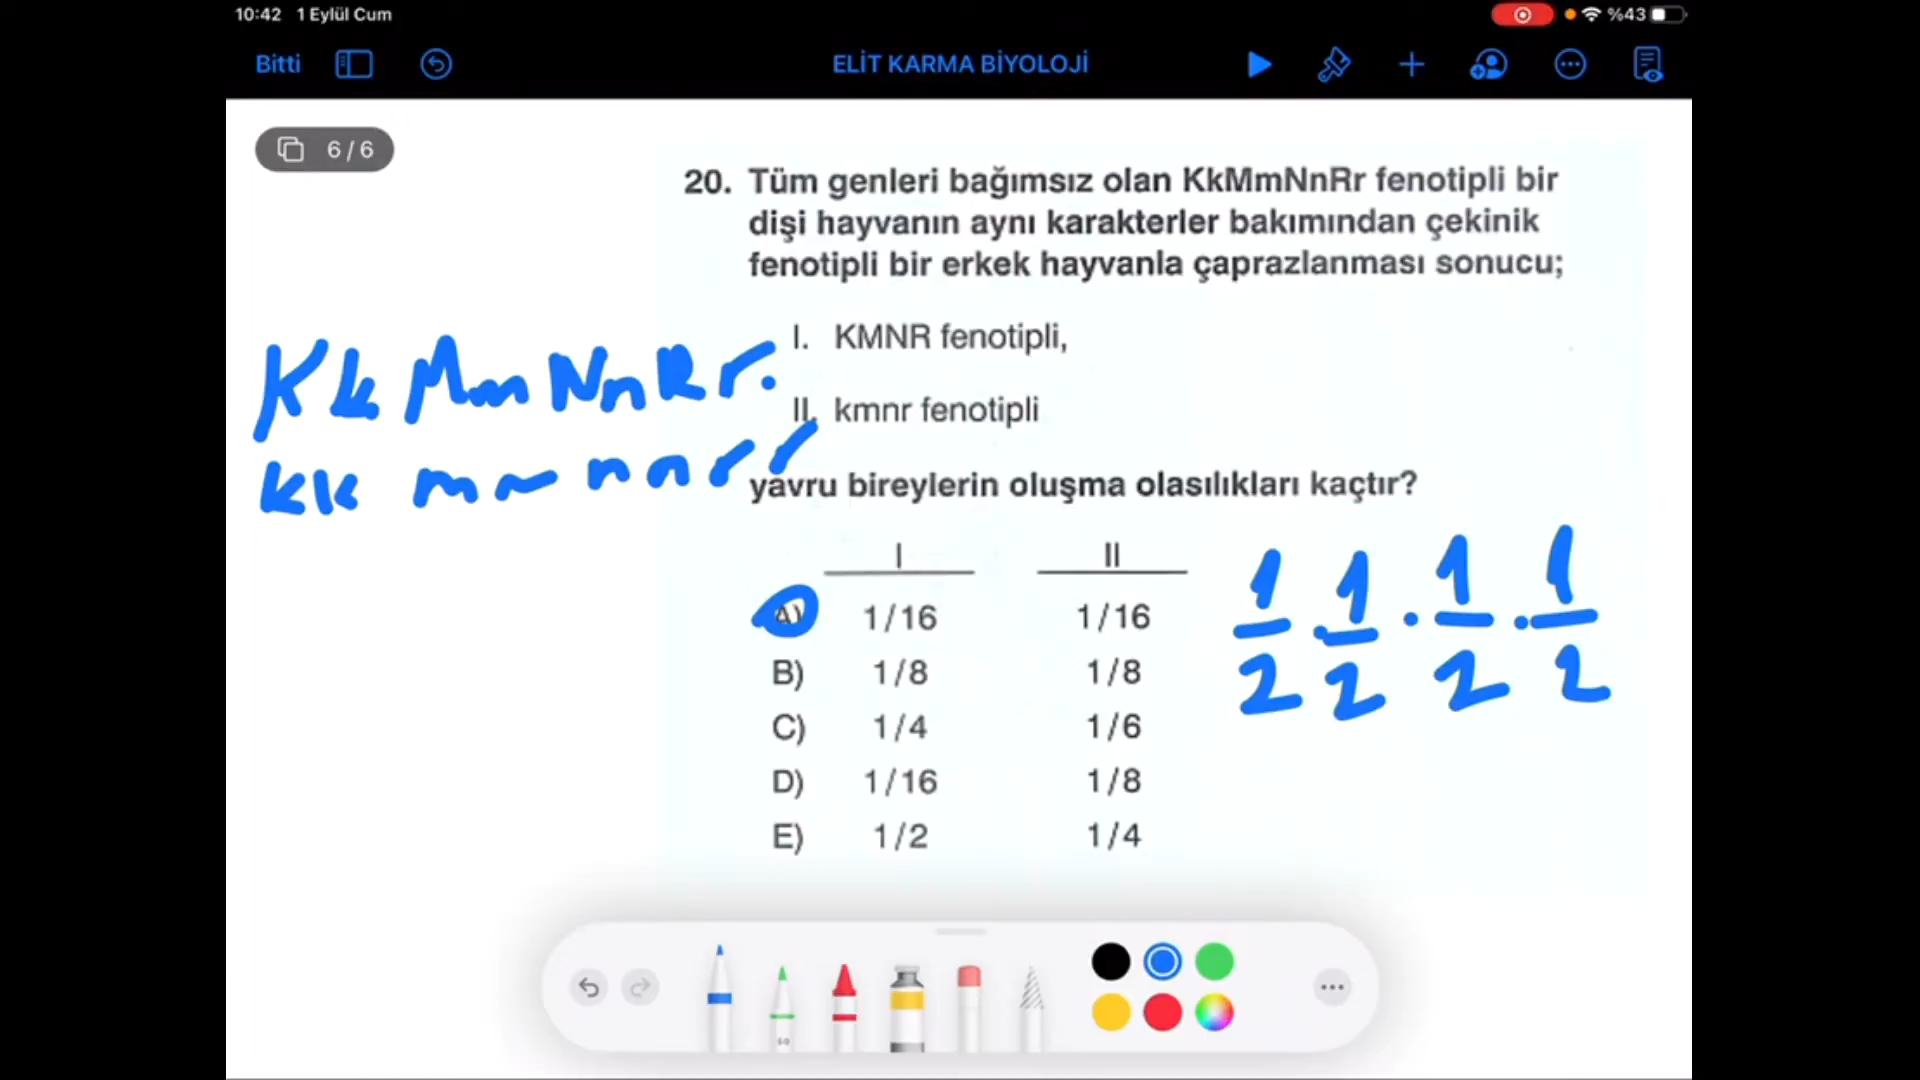 10:42 1 Eylül Cum
%43
Bitti
ELİT KARMA BİYOLOJİ
6/6
20. Tüm genleri bağımsız olan KkMmNnRr fenotipli bir
dişi hayvanın aynı karakterler bakımından çekinik
fenotipli bir erkek hayvanla çaprazlanması sonucu;
I. KMNR fenotipli,
KkMmNnRr.
II. kmnr fenotipli
kk mm nn rr
yavru bireylerin oluşma olasılıkları kaçtır?
I II
A) 1/16 1/16
B) 1/8 1/8
C) 1/4 1/6
D) 1/16 1/8
E) 1/2 1/4
1/2 . 1/2 . 1/2 . 1/2